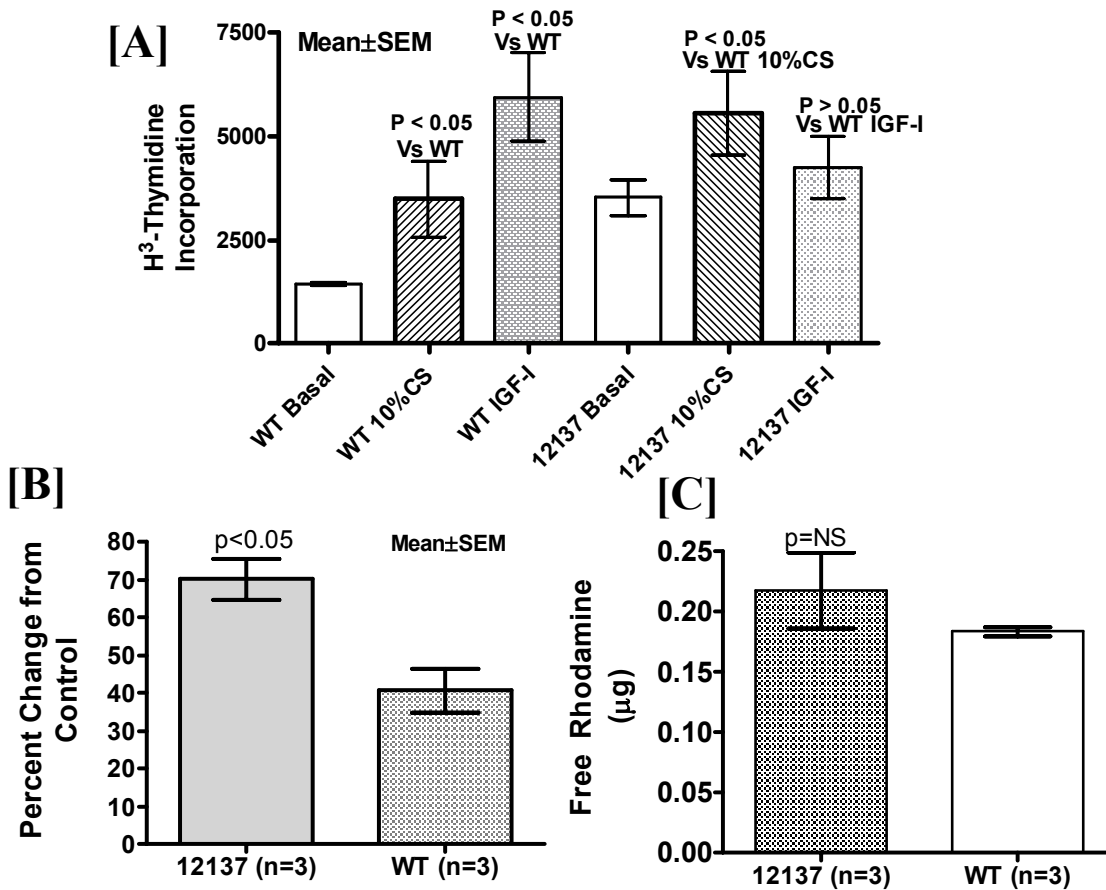 [A]
Mean±SEM
P < 0.05
Vs WT
P < 0.05
Vs WT
P < 0.05
Vs WT 10%CS
P > 0.05
Vs WT IGF-I
H³-Thymidine
Incorporation
7500
5000
2500
0
WT Basal
WT 10%CS
WT IGF-I
12137 Basal
12137 10%CS
12137 IGF-I
[B]
p<0.05
Mean±SEM
Percent Change from
Control
80
70
60
50
40
30
20
10
0
12137 (n=3)
WT (n=3)
[C]
p=NS
Free Rhodamine
(µg)
0.25
0.20
0.15
0.10
0.05
0.00
12137 (n=3)
WT (n=3)